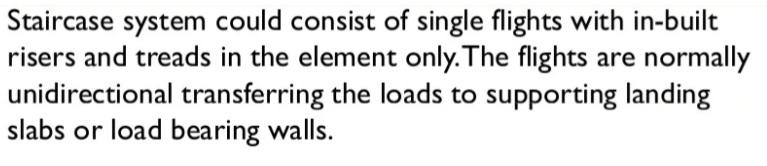 Staircase system could consist of single flights with in-built
risers and treads in the element only. The flights are normally
unidirectional transferring the loads to supporting landing
slabs or load bearing walls.